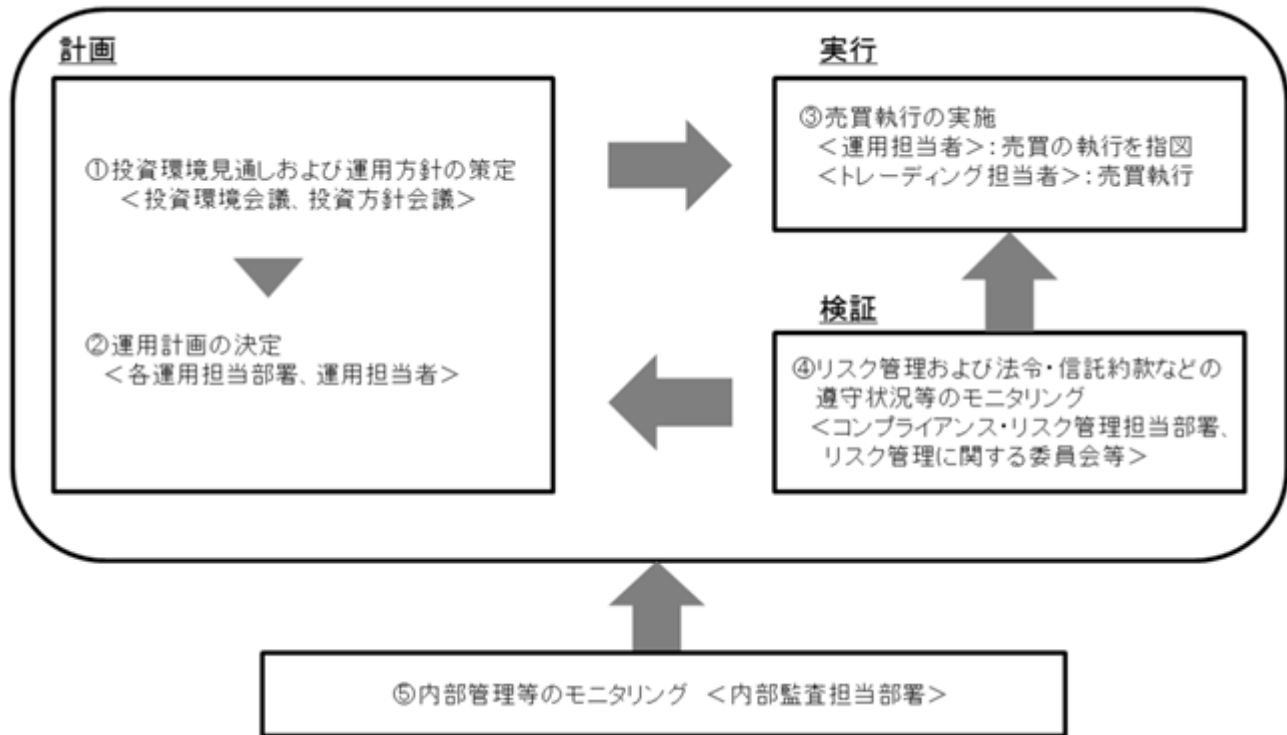 計画
①投資環境見通しおよび運用方針の策定
＜投資環境会議、投資方針会議＞
②運用計画の決定
＜各運用担当部署、運用担当者＞
実行
③売買執行の実施
＜運用担当者＞：売買の執行を指図
＜トレーディング担当者＞：売買執行
検証
④リスク管理および法令・信託約款などの
遵守状況等のモニタリング
＜コンプライアンス・リスク管理担当部署、
リスク管理に関する委員会等＞
⑤内部管理等のモニタリング ＜内部監査担当部署＞